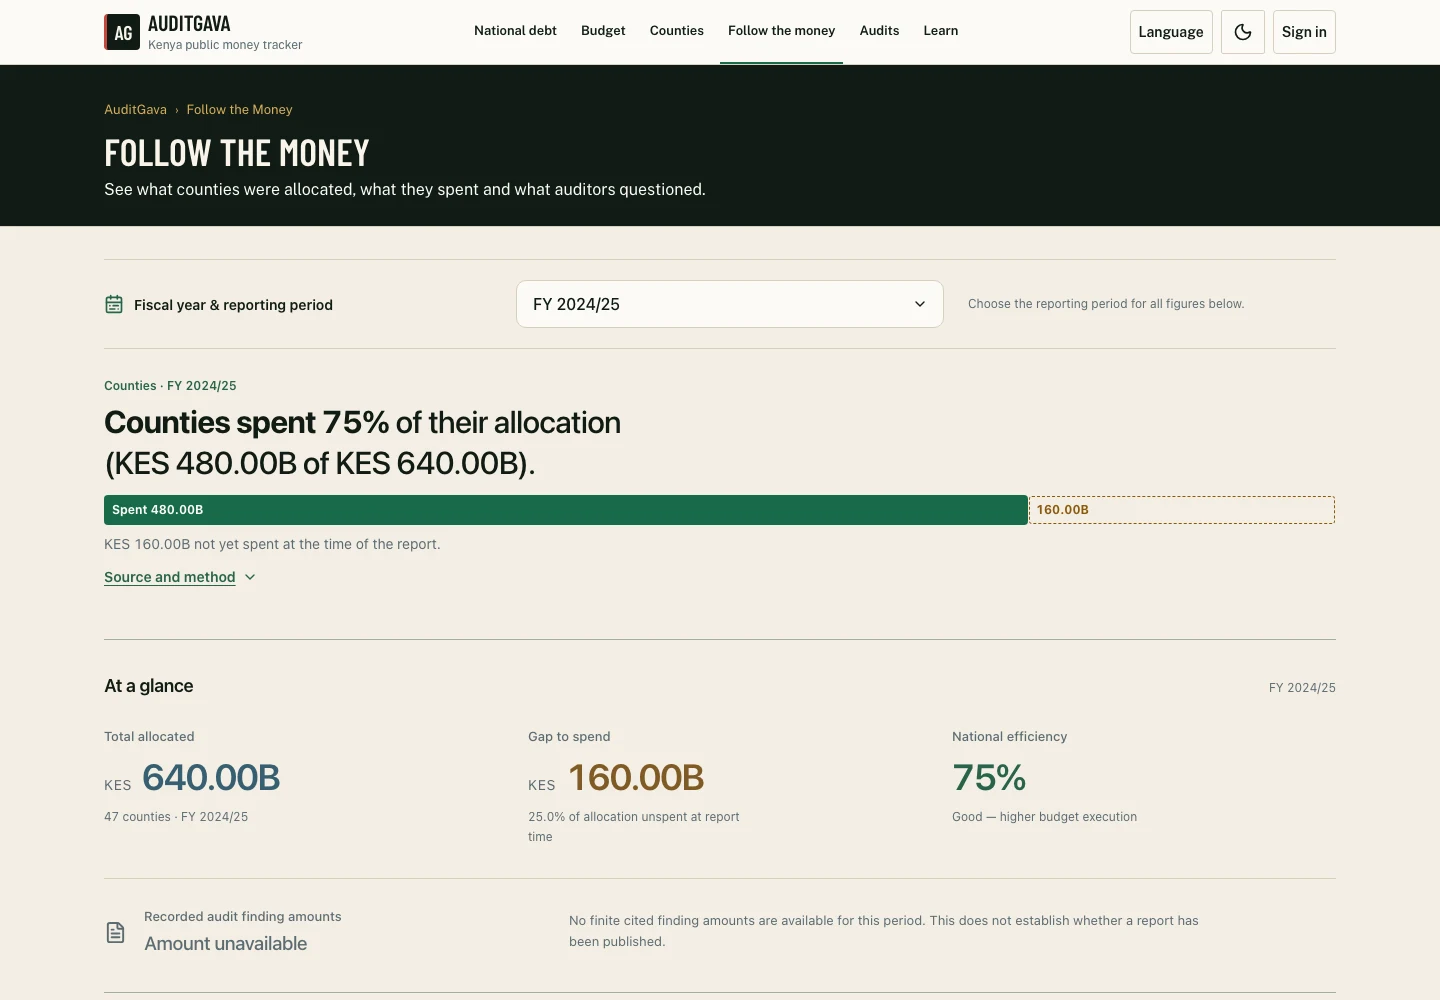 AG
AUDITGAVA
Kenya public money tracker
National debt
Budget
Counties
Follow the money
Audits
Learn
Language
Sign in
AuditGava › Follow the Money
FOLLOW THE MONEY
See what counties were allocated, what they spent and what auditors questioned.
Fiscal year & reporting period
FY 2024/25
Choose the reporting period for all figures below.
Counties · FY 2024/25
Counties spent 75% of their allocation
(KES 480.00B of KES 640.00B).
Spent 480.00B
160.00B
KES 160.00B not yet spent at the time of the report.
Source and method
At a glance
FY 2024/25
Total allocated
KES 640.00B
47 counties · FY 2024/25
Gap to spend
KES 160.00B
25.0% of allocation unspent at report
time
National efficiency
75%
Good — higher budget execution
Recorded audit finding amounts
Amount unavailable
No finite cited finding amounts are available for this period. This does not establish whether a report has
been published.